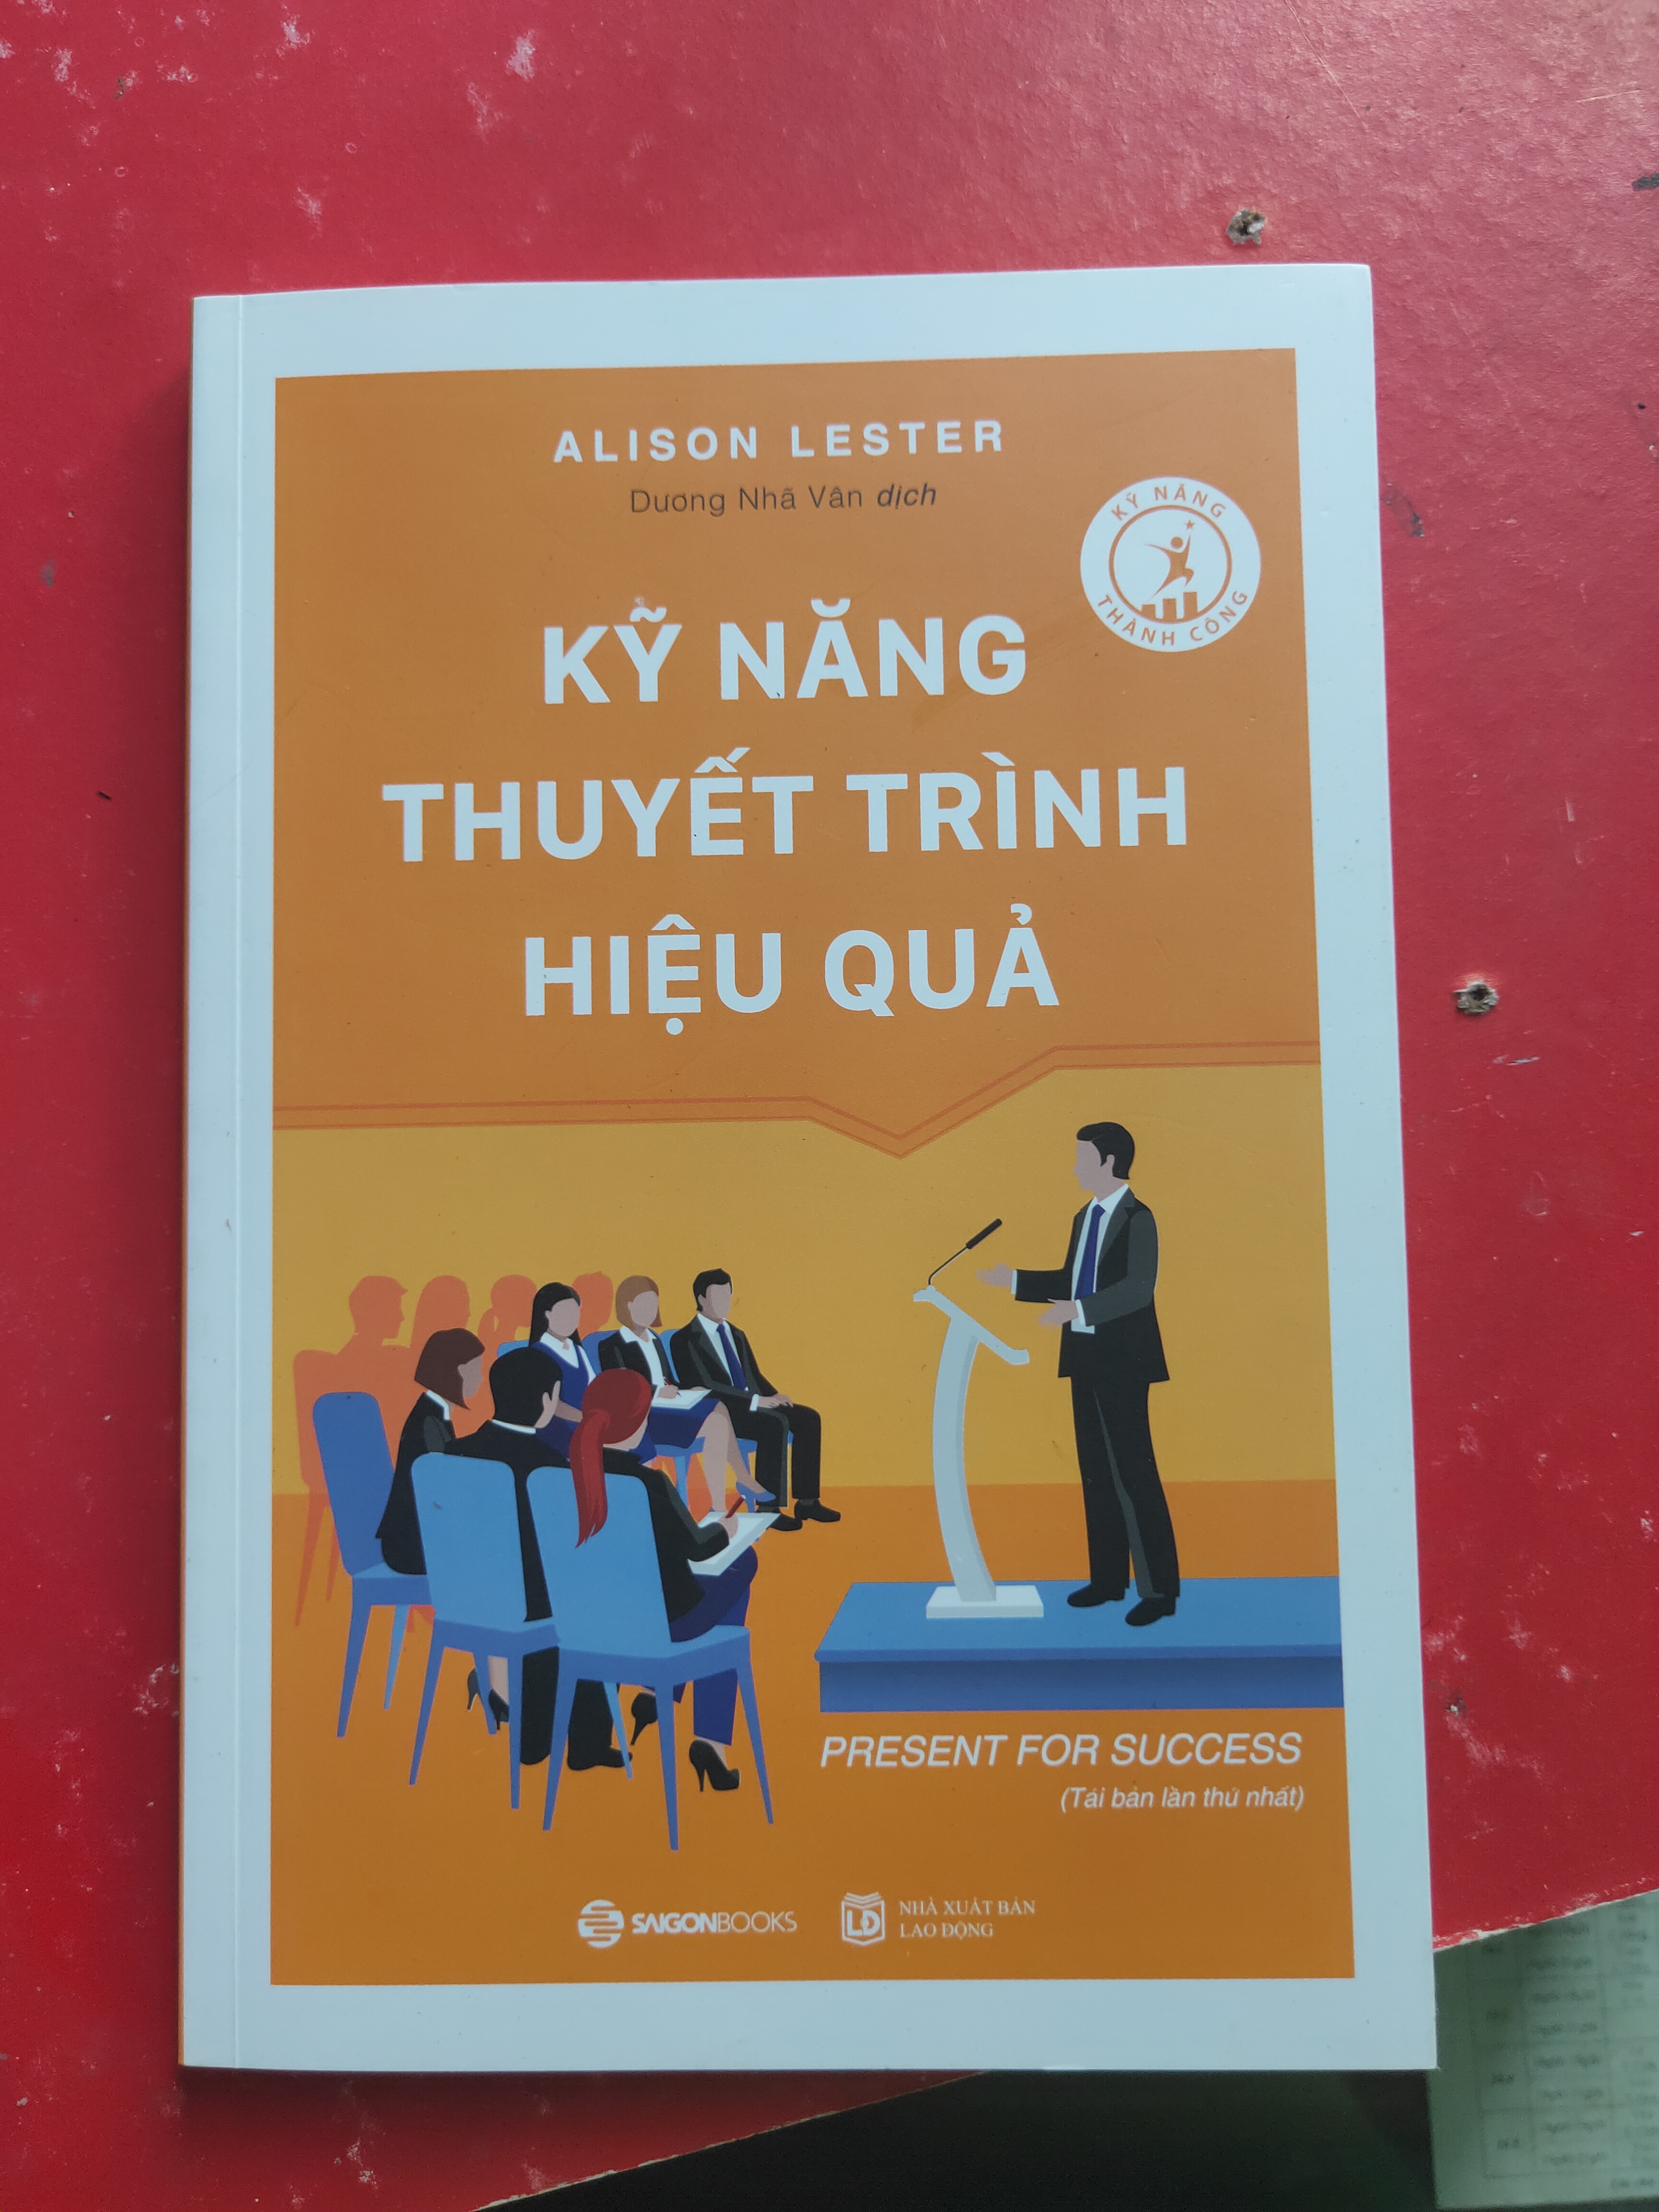 ALISON LESTER
Dương Nhã Vân dịch
KỸ NĂNG
THÀNH CÔNG
KỸ NĂNG
THUYẾT TRÌNH
HIỆU QUẢ
PRESENT FOR SUCCESS
(Tái bản lần thứ nhất)
SAIGONBOOKS
LĐ
NHÀ XUẤT BẢN
LAO ĐỘNG